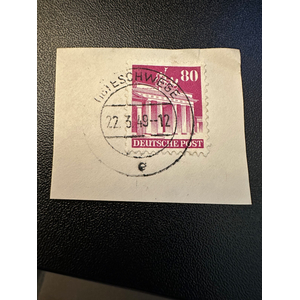 80
ESCHWEGE
22.3.49--12
DEUTSCHE POST
c